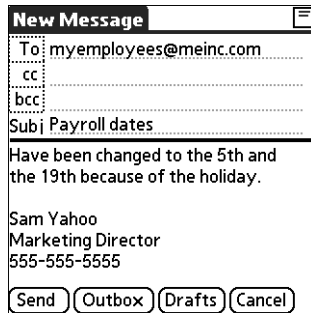 New Message
To myemployees@meinc.com
cc
bcc
Subj Payroll dates
Have been changed to the 5th and
the 19th because of the holiday.
Sam Yahoo
Marketing Director
555-555-5555
Send Outbox Drafts Cancel